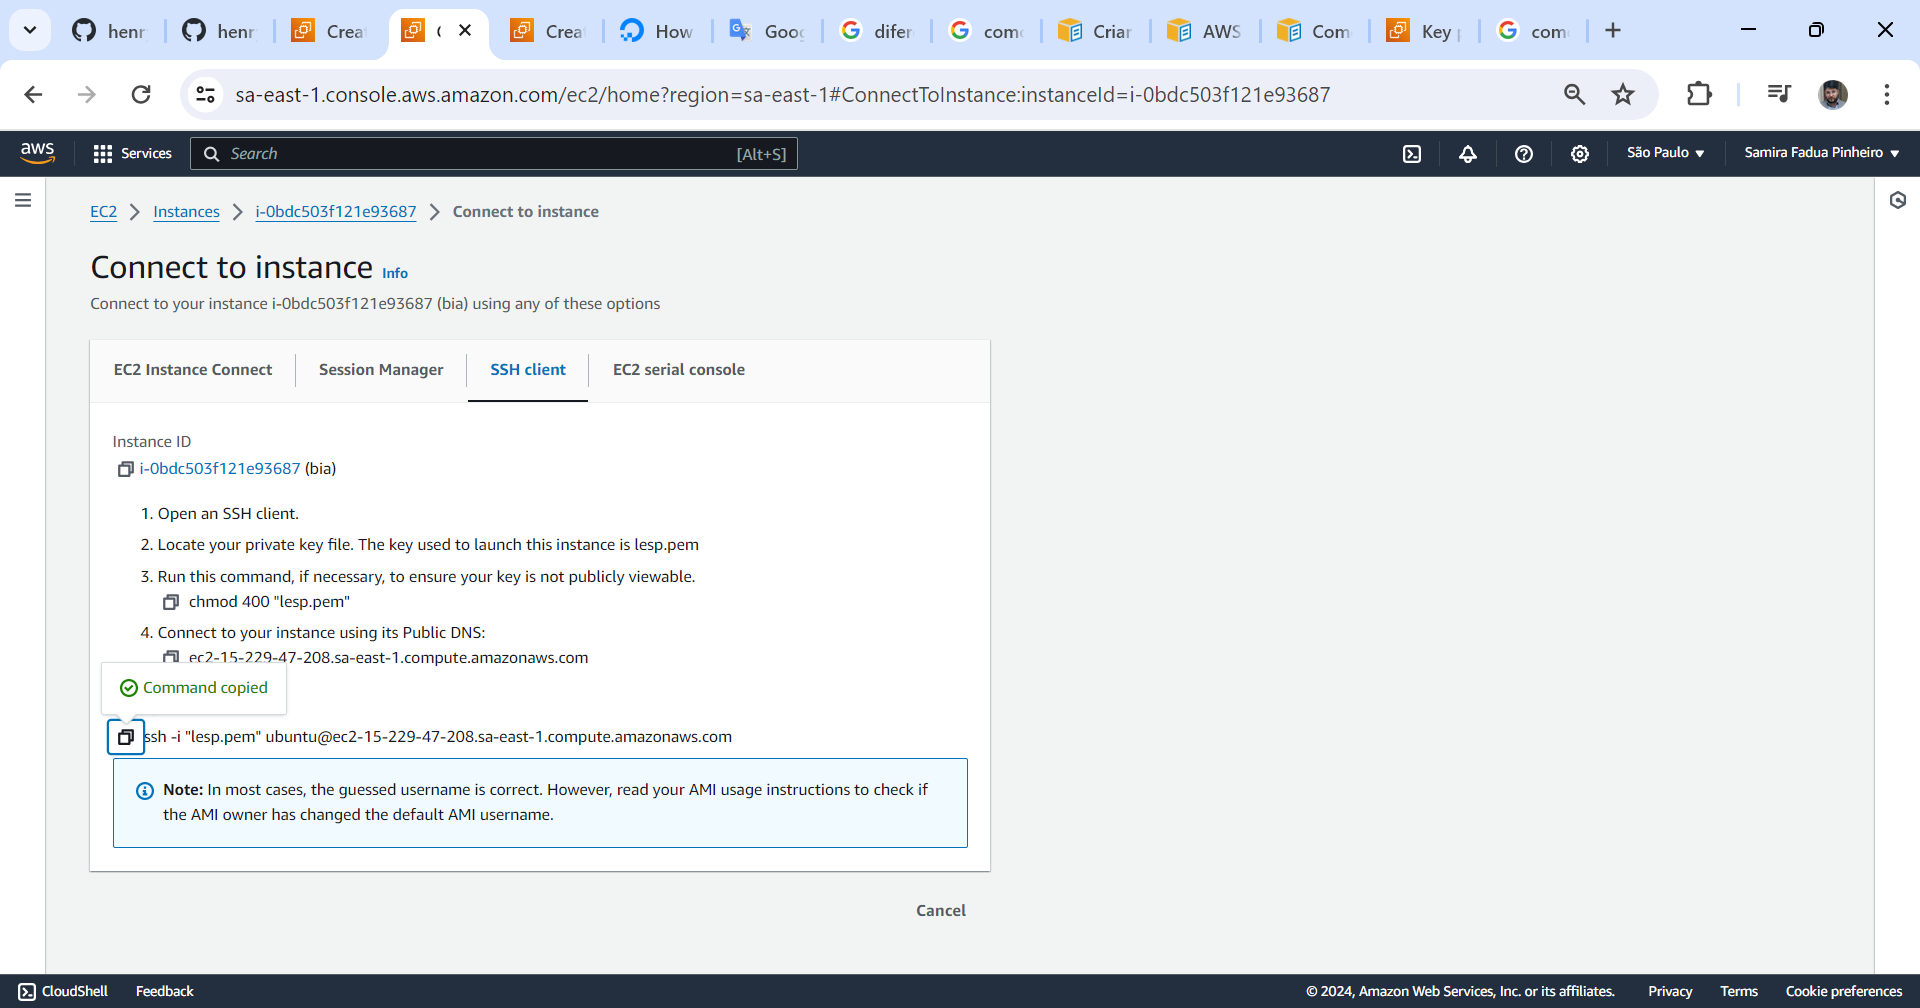 henr
henr
Crea
(
Crea
How
Goo
difer
com
Criar
AWS
Com
Key p
com
sa-east-1.console.aws.amazon.com/ec2/home?region=sa-east-1#ConnectToInstance:instanceId=i-0bdc503f121e93687
aws
Services
Search
[Alt+S]
São Paulo
Samira Fadua Pinheiro
EC2
Instances
i-0bdc503f121e93687
Connect to instance
Connect to instance Info
Connect to your instance i-0bdc503f121e93687 (bia) using any of these options
EC2 Instance Connect
Session Manager
SSH client
EC2 serial console
Instance ID
i-0bdc503f121e93687 (bia)
1. Open an SSH client.
2. Locate your private key file. The key used to launch this instance is lesp.pem
3. Run this command, if necessary, to ensure your key is not publicly viewable.
chmod 400 "lesp.pem"
4. Connect to your instance using its Public DNS:
ec2-15-229-47-208.sa-east-1.compute.amazonaws.com
Command copied
ssh -i "lesp.pem" ubuntu@ec2-15-229-47-208.sa-east-1.compute.amazonaws.com
Note: In most cases, the guessed username is correct. However, read your AMI usage instructions to check if
the AMI owner has changed the default AMI username.
Cancel
CloudShell
Feedback
© 2024, Amazon Web Services, Inc. or its affiliates.
Privacy
Terms
Cookie preferences